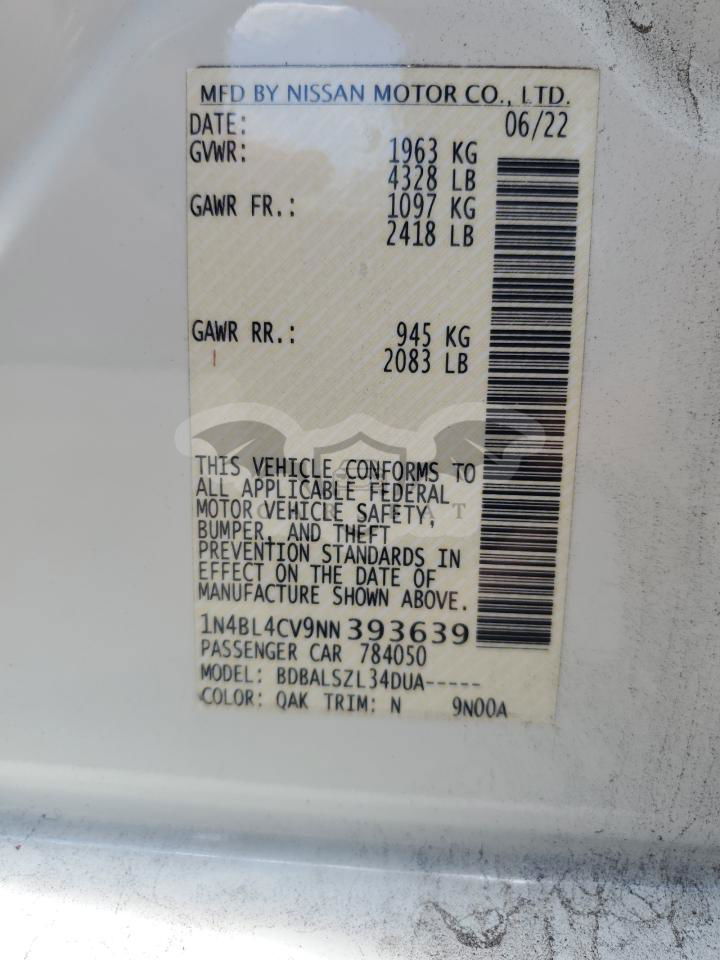 MFD BY NISSAN MOTOR CO., LTD.
DATE: 06/22
GVWR: 1963 KG
4328 LB
GAWR FR.: 1097 KG
2418 LB
GAWR RR.: 945 KG
2083 LB
THIS VEHICLE CONFORMS TO
ALL APPLICABLE FEDERAL
MOTOR VEHICLE SAFETY,
BUMPER, AND THEFT
PREVENTION STANDARDS IN
EFFECT ON THE DATE OF
MANUFACTURE SHOWN ABOVE.
1N4BL4CV9NN393639
PASSENGER CAR 784050
MODEL: BDBALSZL34DUA-----
COLOR: QAK TRIM: N 9N00A